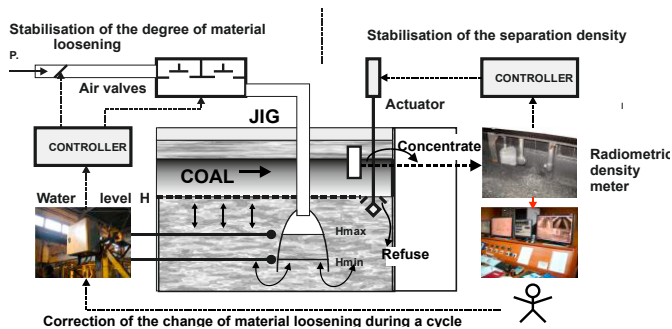 Stabilisation of the degree of material
loosening
Stabilisation of the separation density
P.
Air valves
CONTROLLER
Actuator
JIG
CONTROLLER
Concentrate
Radiometric
density
meter
COAL
Water level H
Hmax
Refuse
Hmin
Correction of the change of material loosening during a cycle